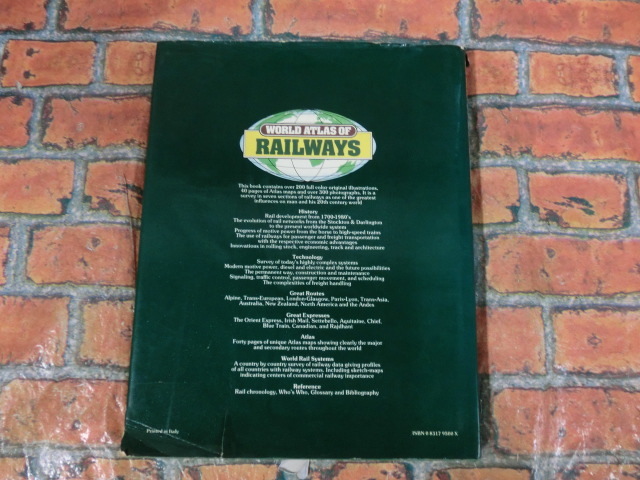 WORLD ATLAS OF
RAILWAYS
This book contains over 200 full color original illustrations,
40 pages of Atlas maps and over 300 photographs. It is a
survey in seven sections of railways as one of the greatest
influences on man and his 20th century world
History
Rail development from 1700-1980's
The evolution of rail networks from the Stockton & Darlington
to the present worldwide system
Progress of motive power from the horse to high-speed trains
The use of railways for passenger and freight transportation
with the respective economic advantages
Innovations in rolling stock, engineering, track and architecture
Technology
Survey of today's highly complex systems
Modern motive power, diesel and electric and the future possibilities
The permanent way, construction and maintenance
Signaling, traffic control, passenger movement, and scheduling
The complexities of freight handling
Great Routes
Alpine, Trans-European, London-Glasgow, Paris-Lyon, Trans-Asia,
Australia, New Zealand, North America and the Andes
Great Expresses
The Orient Express, Irish Mail, Settebello, Aquitaine, Chief,
Blue Train, Canadian, and Rajdhani
Atlas
Forty pages of unique Atlas maps showing clearly the major
and secondary routes throughout the world
World Rail Systems
A country by country survey of railway data giving profiles
of all countries with railway systems. Including sketch-maps
indicating centers of commercial railway importance
Reference
Rail chronology, Who's Who, Glossary and Bibliography
Printed in Italy
ISBN 0 8317 9500 X